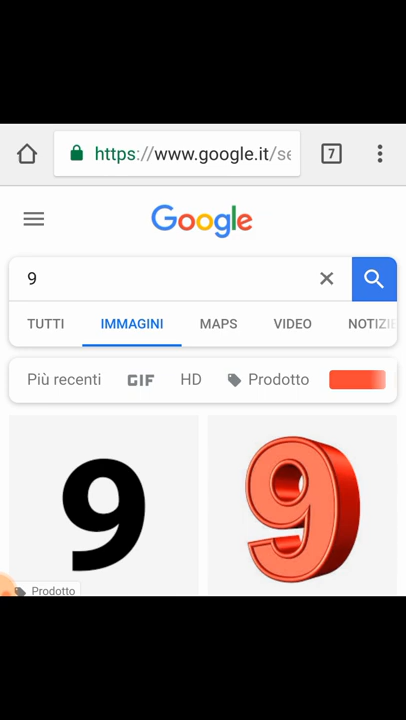 https://www.google.it/se
7
Google
9
TUTTI IMMAGINI MAPS VIDEO NOTIZIE
Più recenti GIF HD Prodotto
9 9
Prodotto